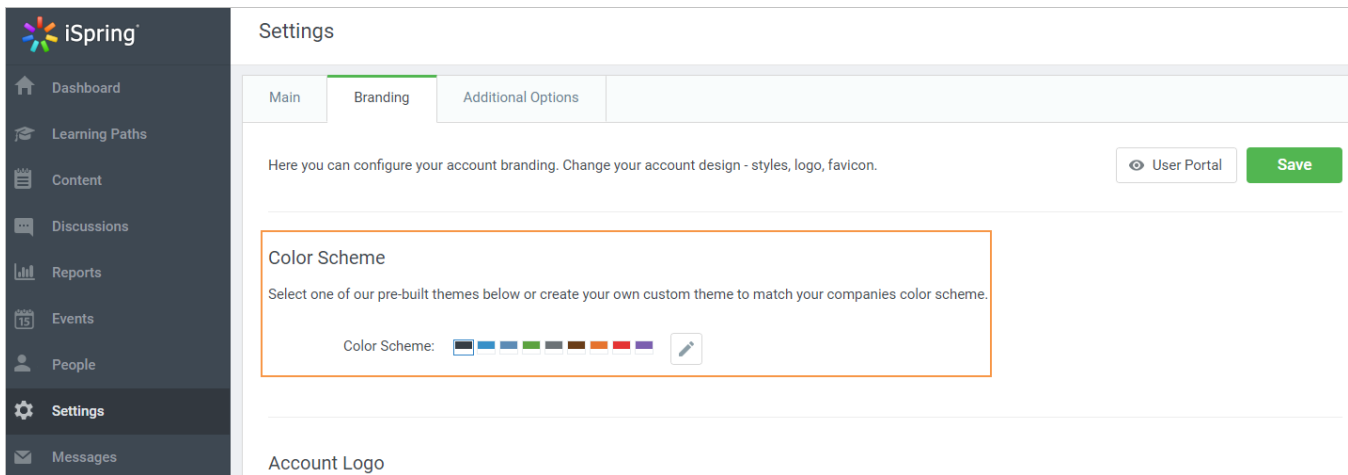 iSpring
Settings
Dashboard
Learning Paths
Content
Discussions
Reports
15
Events
People
Settings
Messages
Main
Branding
Additional Options
Here you can configure your account branding. Change your account design - styles, logo, favicon.
User Portal
Save
Color Scheme
Select one of our pre-built themes below or create your own custom theme to match your companies color scheme.
Color Scheme:
Account Logo